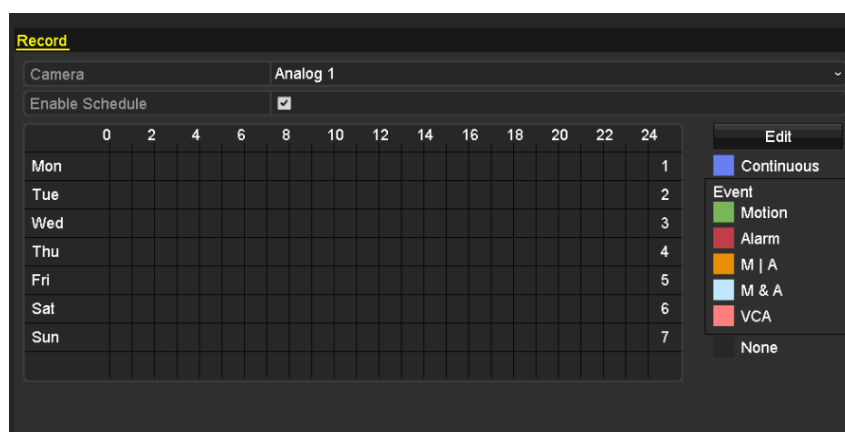 Record
Camera Analog 1
Enable Schedule
0 2 4 6 8 10 12 14 16 18 20 22 24 Edit
Mon 1 Continuous
Tue 2 Event
Motion
Wed 3
Alarm
Thu 4
M | A
Fri 5
M & A
Sat 6
VCA
Sun 7
None